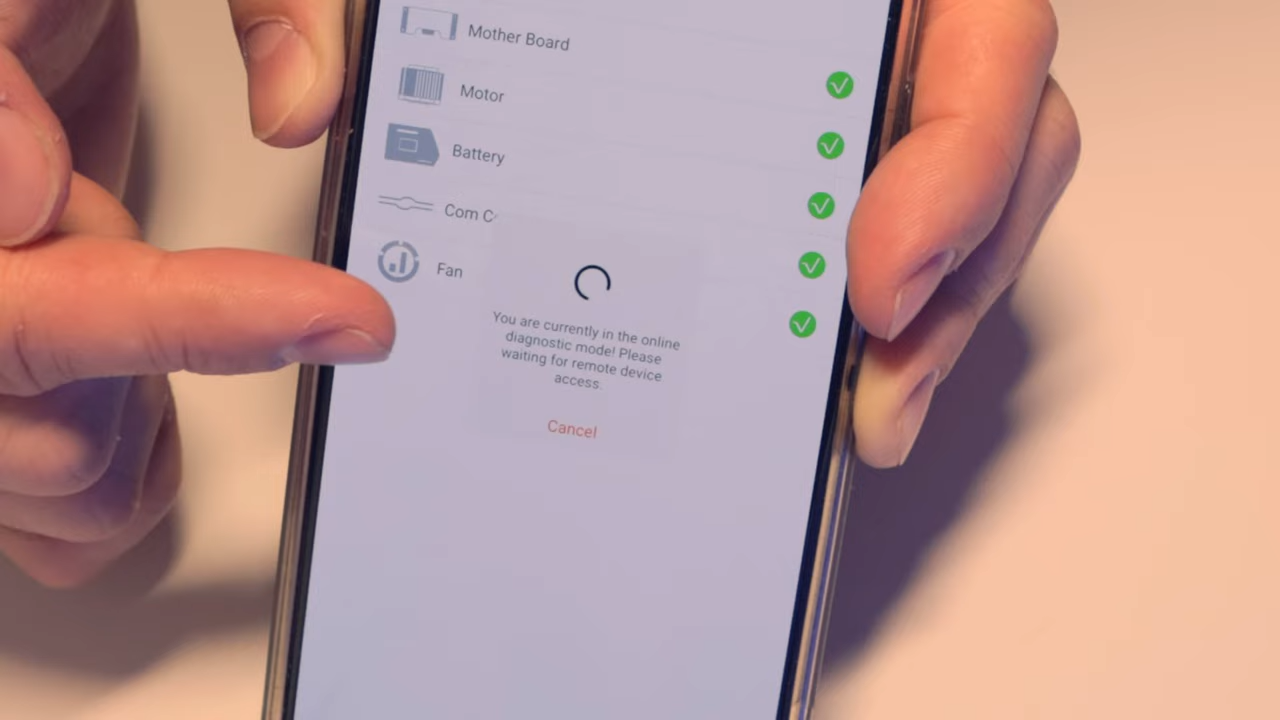 Mother Board
Motor
Battery
Com C
Fan
You are currently in the online
diagnostic mode! Please
waiting for remote device
access.
Cancel